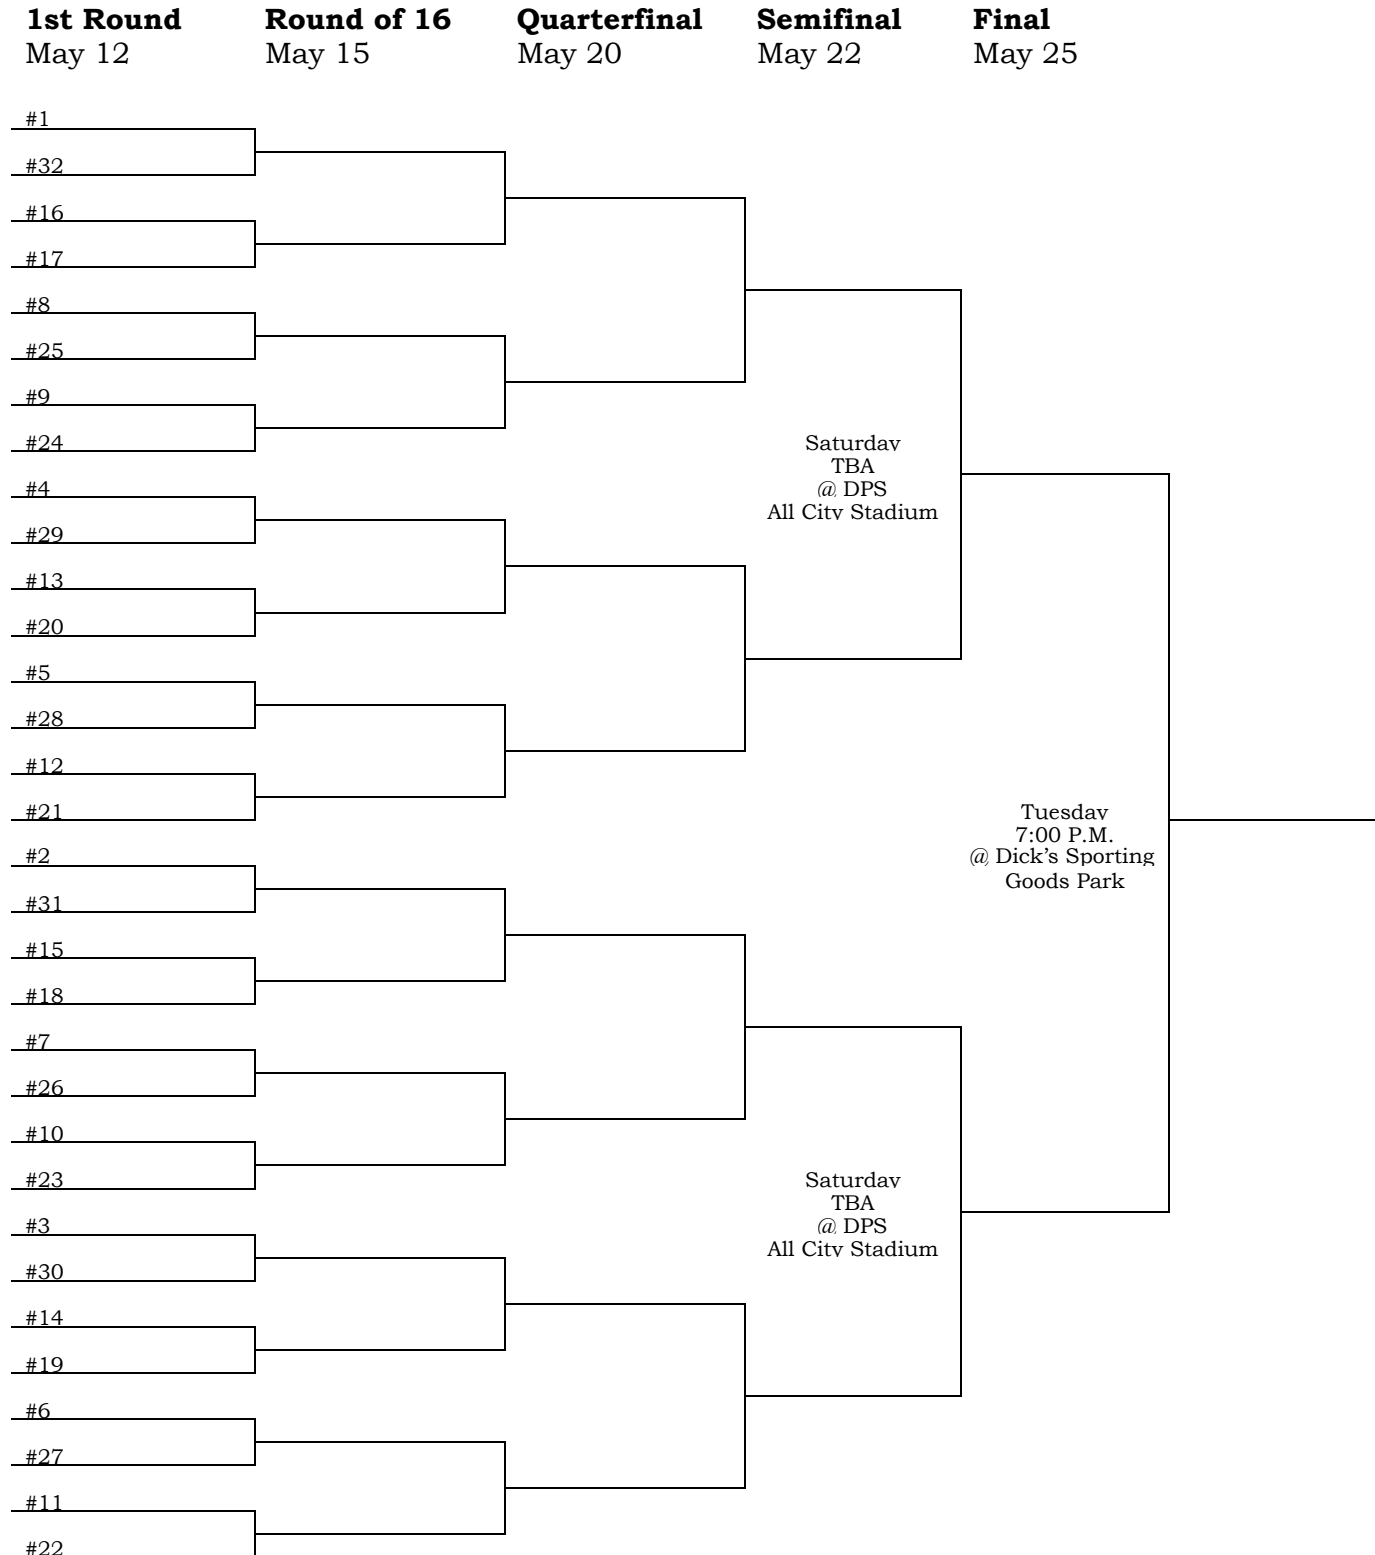 1st Round Round of 16 Quarterfinal Semifinal Final
May 12 May 15 May 20 May 22 May 25
#1
#32
#16
#17
#8
#25
#9
#24
Saturday
TBA
@ DPS
All City Stadium
#4
#29
#13
#20
#5
#28
#12
#21
Tuesday
7:00 P.M.
@ Dick's Sporting
Goods Park
#2
#31
#15
#18
#7
#26
#10
#23
Saturday
TBA
@ DPS
All City Stadium
#3
#30
#14
#19
#6
#27
#11
#22